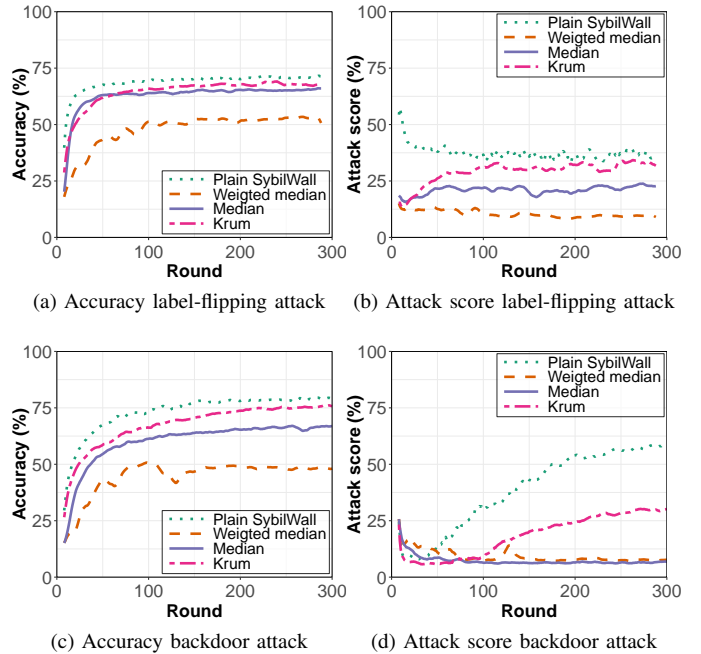 100
75
50
25
0
Accuracy (%)
Plain SybilWall
Weigted median
Median
Krum
0 100 200 300
Round
(a) Accuracy label-flipping attack
100
75
50
25
0
Attack score (%)
Plain SybilWall
Weigted median
Median
Krum
0 100 200 300
Round
(b) Attack score label-flipping attack
100
75
50
25
0
Accuracy (%)
Plain SybilWall
Weigted median
Median
Krum
0 100 200 300
Round
(c) Accuracy backdoor attack
100
75
50
25
0
Attack score (%)
Plain SybilWall
Weigted median
Median
Krum
0 100 200 300
Round
(d) Attack score backdoor attack